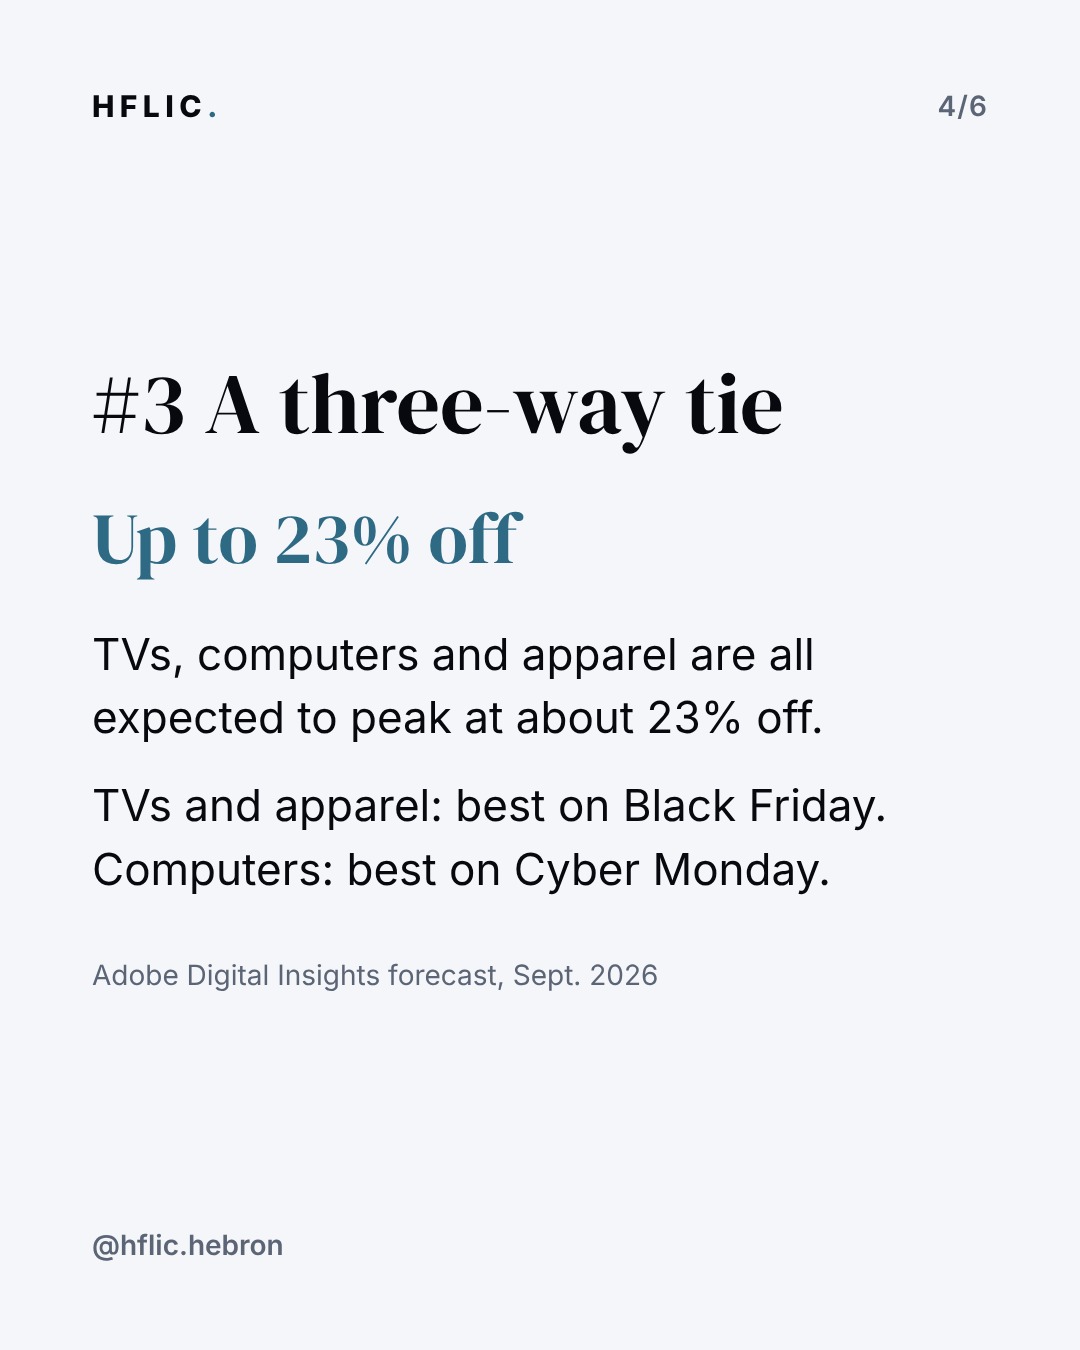 HFLIC.
4/6
#3 A three-way tie
Up to 23% off
TVs, computers and apparel are all
expected to peak at about 23% off.
TVs and apparel: best on Black Friday.
Computers: best on Cyber Monday.
Adobe Digital Insights forecast, Sept. 2026
@hflic.hebron